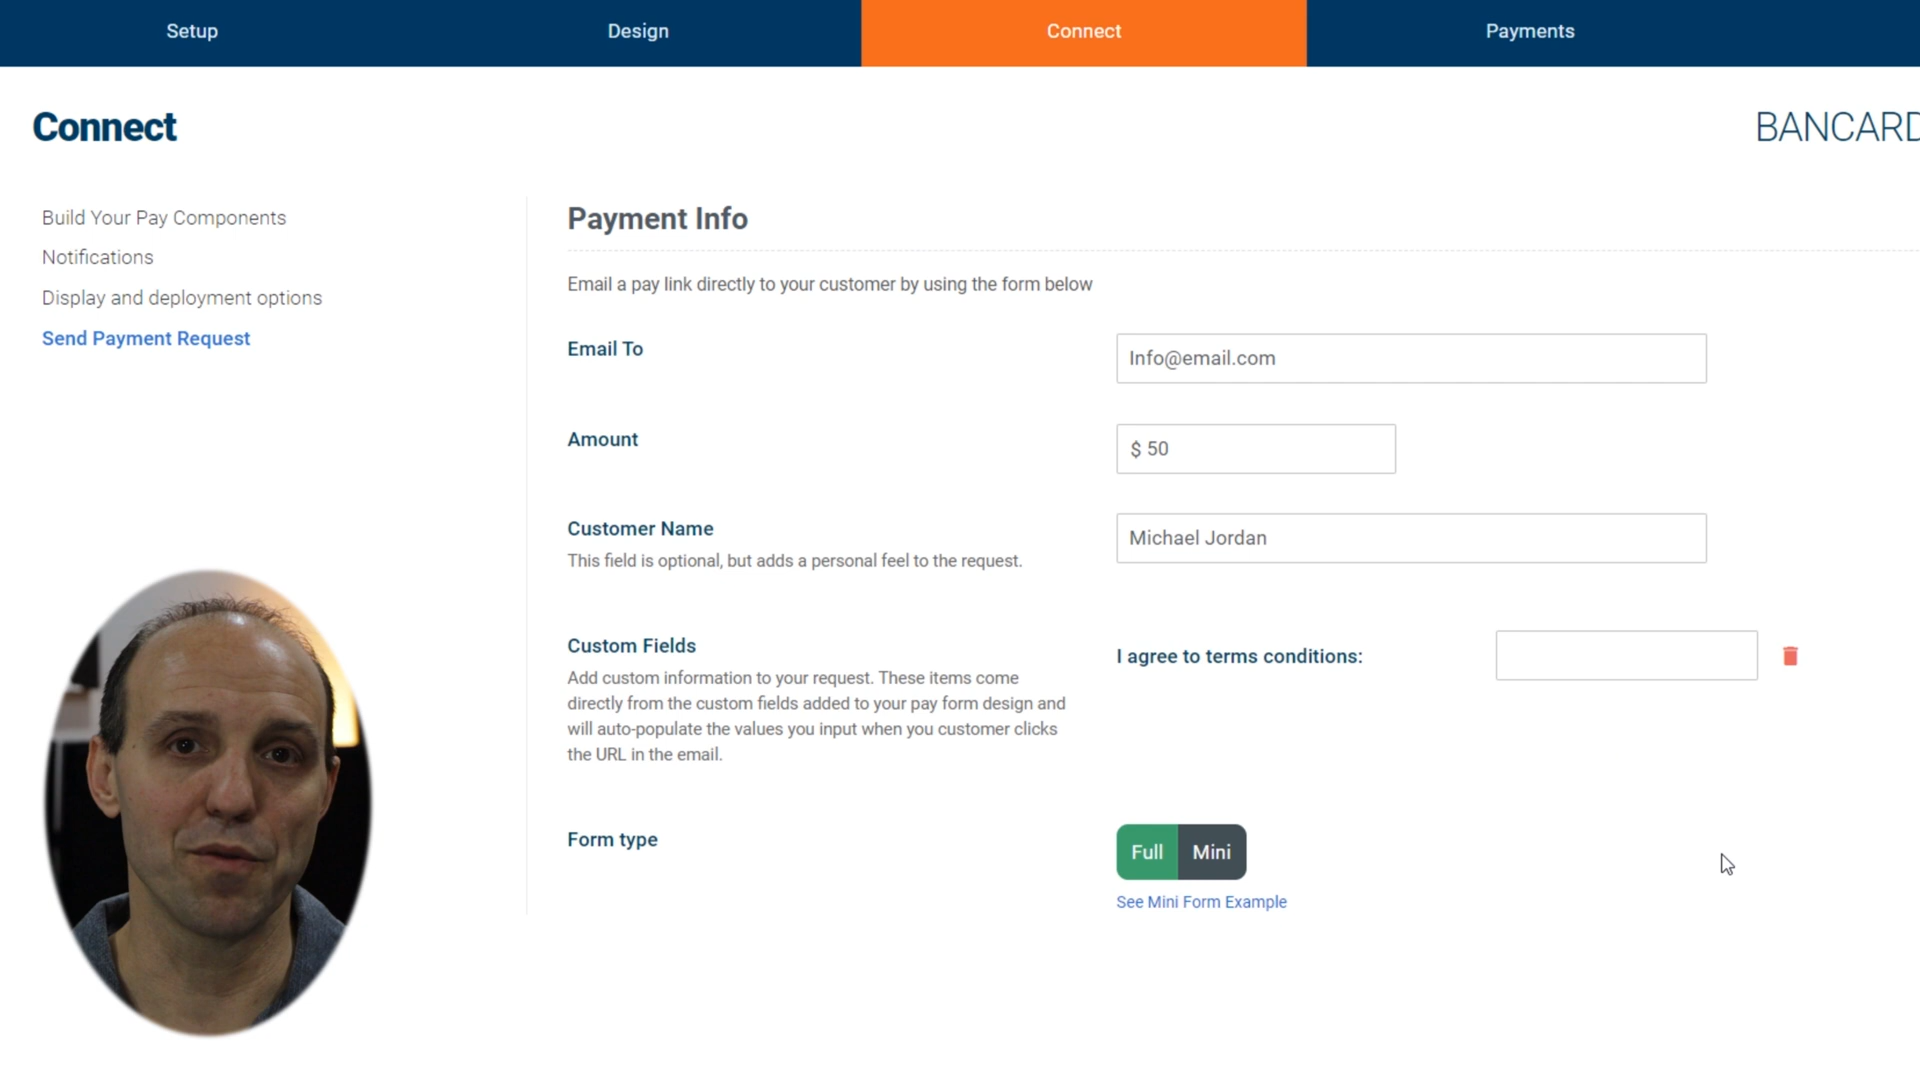 Setup
Design
Connect
Payments
Connect
BANCARD
Build Your Pay Components
Notifications
Display and deployment options
Send Payment Request
Payment Info
Email a pay link directly to your customer by using the form below
Email To
Info@email.com
Amount
$ 50
Customer Name
This field is optional, but adds a personal feel to the request.
Michael Jordan
Custom Fields
Add custom information to your request. These items come
directly from the custom fields added to your pay form design and
will auto-populate the values you input when you customer clicks
the URL in the email.
I agree to terms conditions:
Form type
Full
Mini
See Mini Form Example